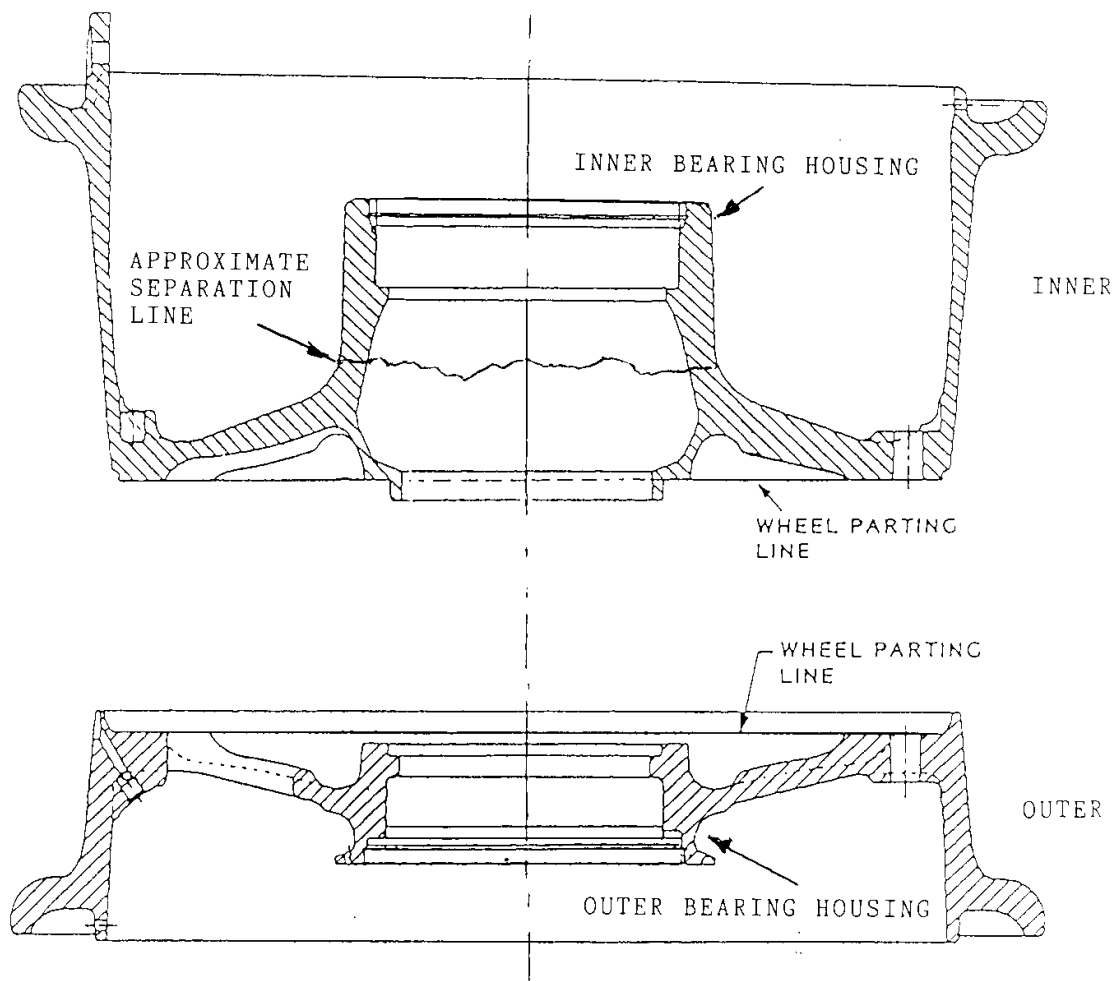 INNER BEARING HOUSING
APPROXIMATE
SEPARATION
LINE
INNER
WHEEL PARTING
LINE
WHEEL PARTING
LINE
OUTER
OUTER BEARING HOUSING